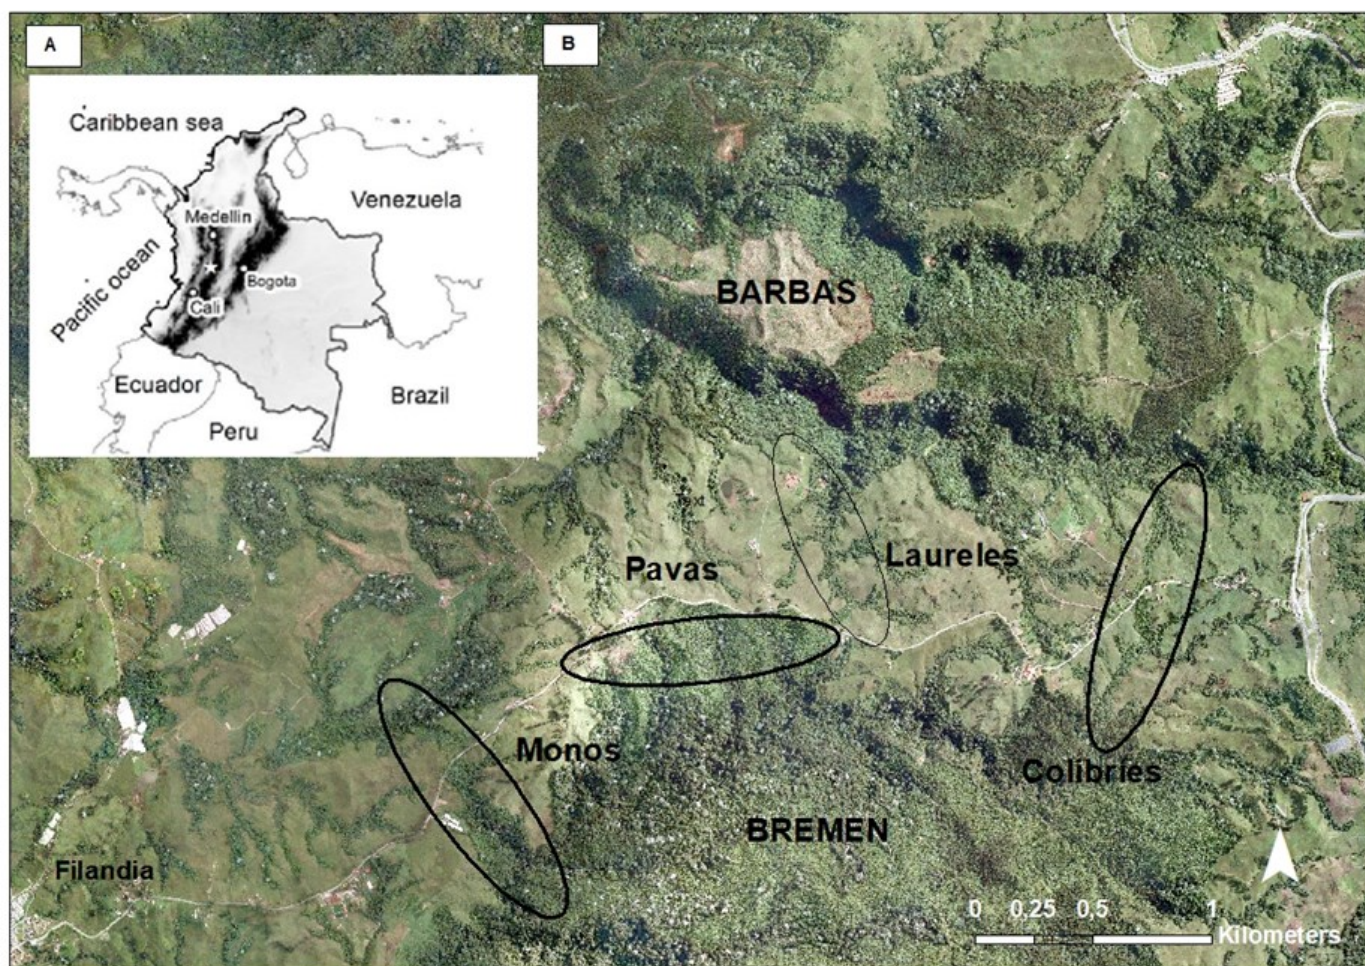 A
B
Caribbean sea
Venezuela
Medellin
Pacific ocean
Bogota
Cali
Ecuador
Brazil
Peru
BARBAS
Text
Pavas
Laureles
Monos
Colibríes
BREMEN
Filandia
0 0,25 0,5 1
Kilometers